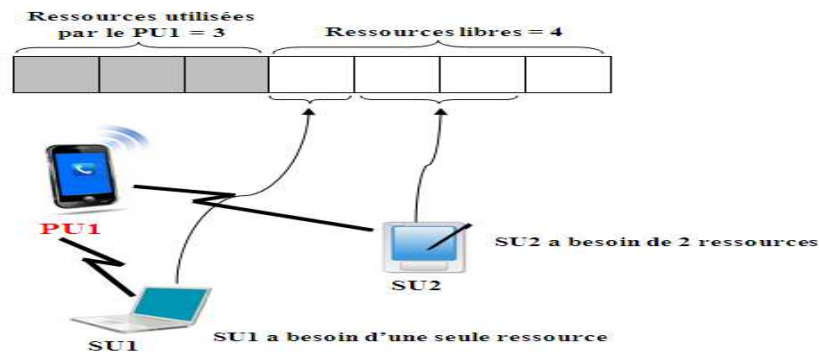 Ressources utilisées
par le PU1 = 3
Ressources libres = 4
PU1
SU2 a besoin de 2 ressources
SU2
SU1 a besoin d’une seule ressource
SU1